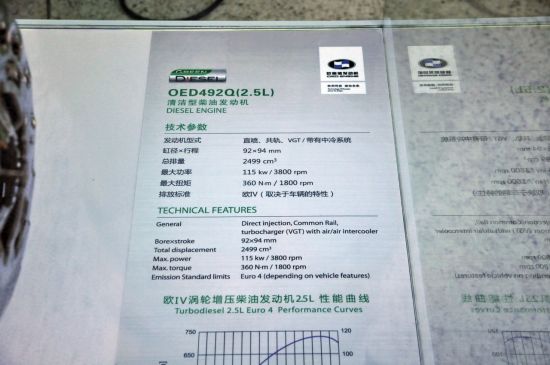 GREEN
DIESEL
OED492Q(2.5L)
清洁型柴油发动机
DIESEL ENGINE
技术参数
发动机型式 直喷、共轨、VGT / 带有中冷系统
缸径×行程 92×94 mm
总排量 2499 cm³
最大功率 115 kw / 3800 rpm
最大扭矩 360 N·m / 1800 rpm
排放标准 欧IV（取决于车辆的特性）
TECHNICAL FEATURES
General Direct injection, Common Rail,
turbocharger (VGT) with air/air intercooler
Borexstroke 92×94 mm
Total displacement 2499 cm³
Max. power 115 kw / 3800 rpm
Max. torque 360 N·m / 1800 rpm
Emission Standard limits Euro 4 (depending on vehicle features)
欧IV涡轮增压柴油发动机2.5L 性能曲线
Turbodiesel 2.5L Euro 4 Performance Curves
750 120
650 100